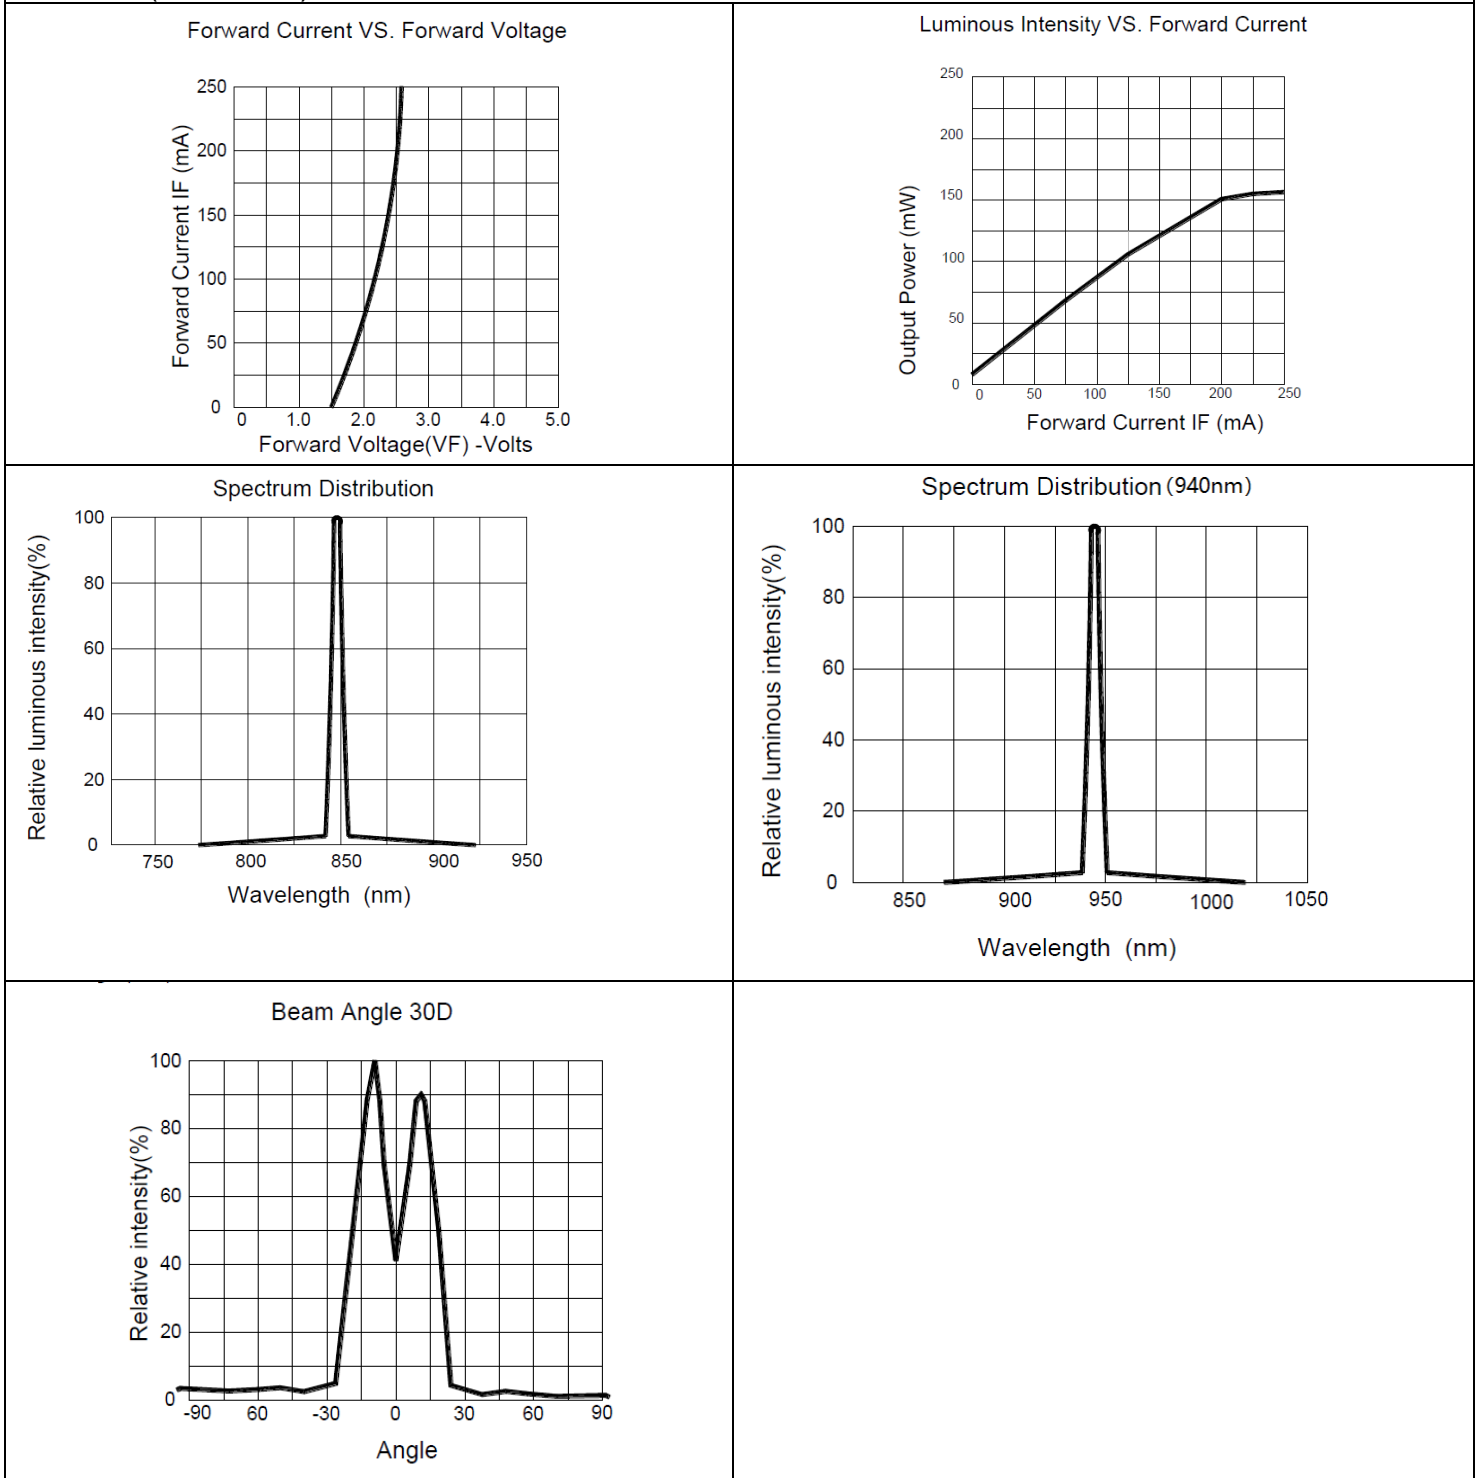 Forward Current VS. Forward Voltage
250
200
150
100
50
0
Forward Current IF (mA)
0 1.0 2.0 3.0 4.0 5.0
Forward Voltage(VF) -Volts
Luminous Intensity VS. Forward Current
250
200
150
100
50
0
Output Power (mW)
0 50 100 150 200 250
Forward Current IF (mA)
Spectrum Distribution
100
80
60
40
20
0
Relative luminous intensity(%)
750 800 850 900 950
Wavelength (nm)
Spectrum Distribution(940nm)
100
80
60
40
20
0
Relative luminous intensity(%)
850 900 950 1000 1050
Wavelength (nm)
Beam Angle 30D
100
80
60
40
20
0
Relative intensity(%)
-90 60 -30 0 30 60 90
Angle